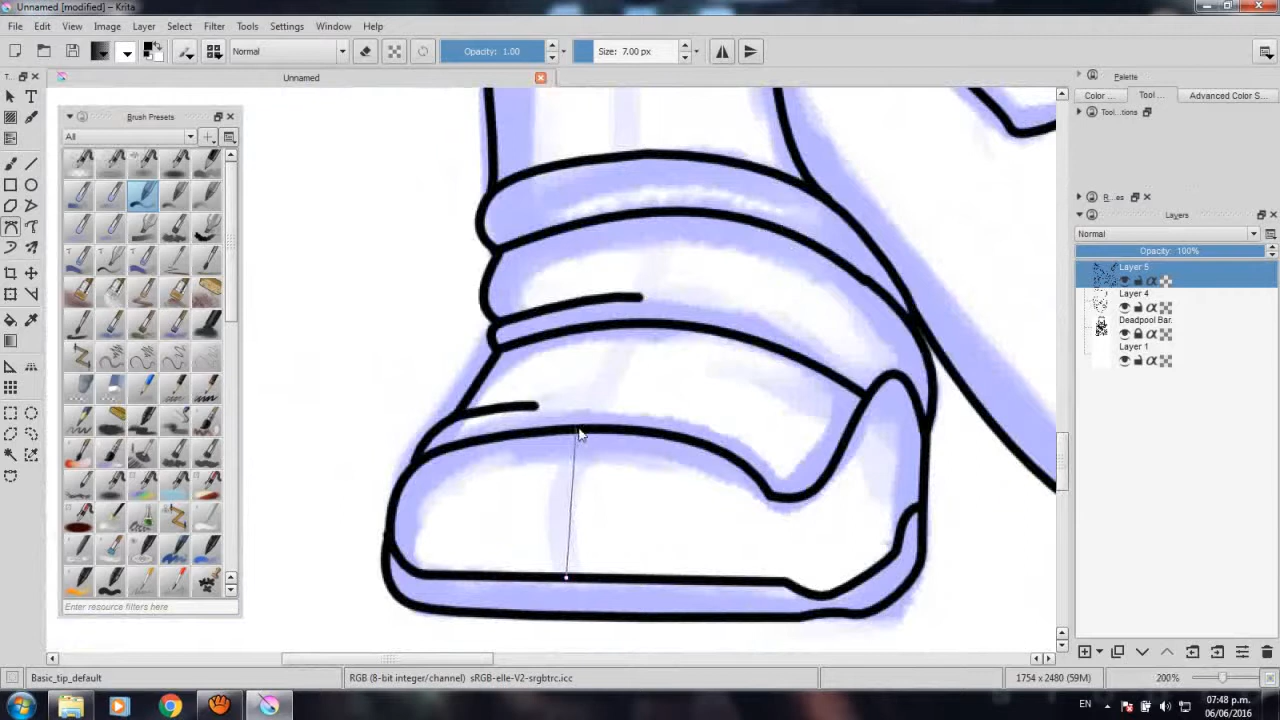 Unnamed [modified] - Krita
File Edit View Image Layer Select Filter Tools Settings Window Help
Normal Opacity: 1.00 Size: 7.00 px
Unnamed
T...
Brush Presets
All
Enter resource filters here
Palette
Color ... Tool ... Advanced Color S...
Tool...tions
R...es
Layers
Normal
Opacity: 100%
Layer 5
Layer 4
Deadpool Bar.
Layer 1
Basic_tip_default
RGB (8-bit integer/channel) sRGB-elle-V2-srgbtrc.icc
1754 x 2480 (59M)
200%
EN
07:48 p.m.
06/06/2016